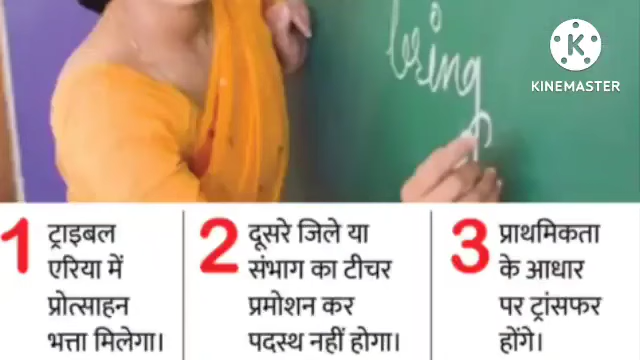 bring
K
KINEMASTER
1
ट्राइबल
एरिया में
प्रोत्साहन
भत्ता मिलेगा।
2
दूसरे जिले या
संभाग का टीचर
प्रमोशन कर
पदस्थ नहीं होगा।
3
प्राथमिकता
के आधार
पर ट्रांसफर
होंगे।